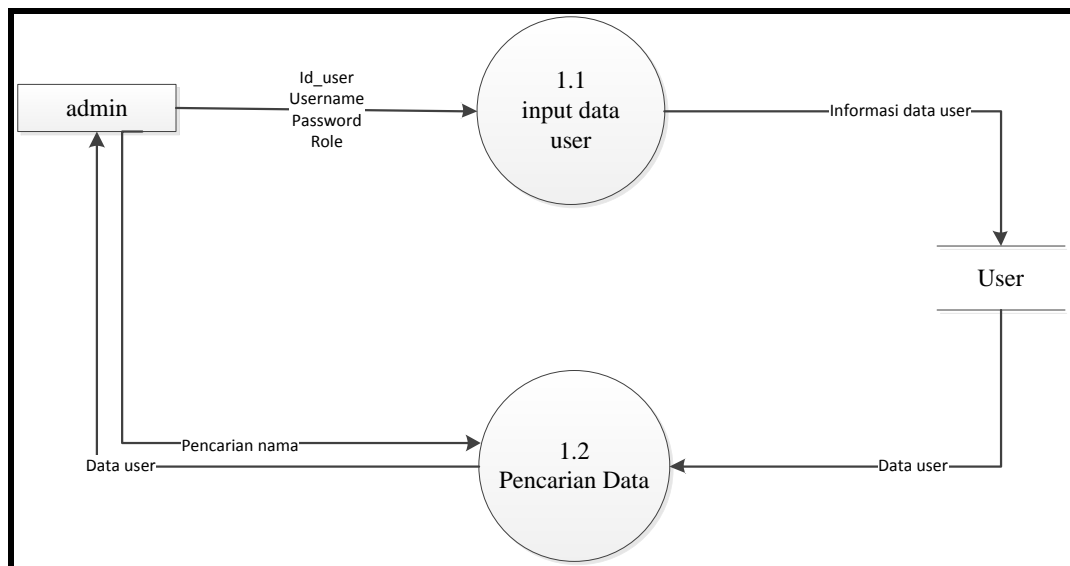 admin
Id_user
Username
Password
Role
1.1
input data
user
Informasi data user
User
Pencarian nama
Data user
1.2
Pencarian Data
Data user